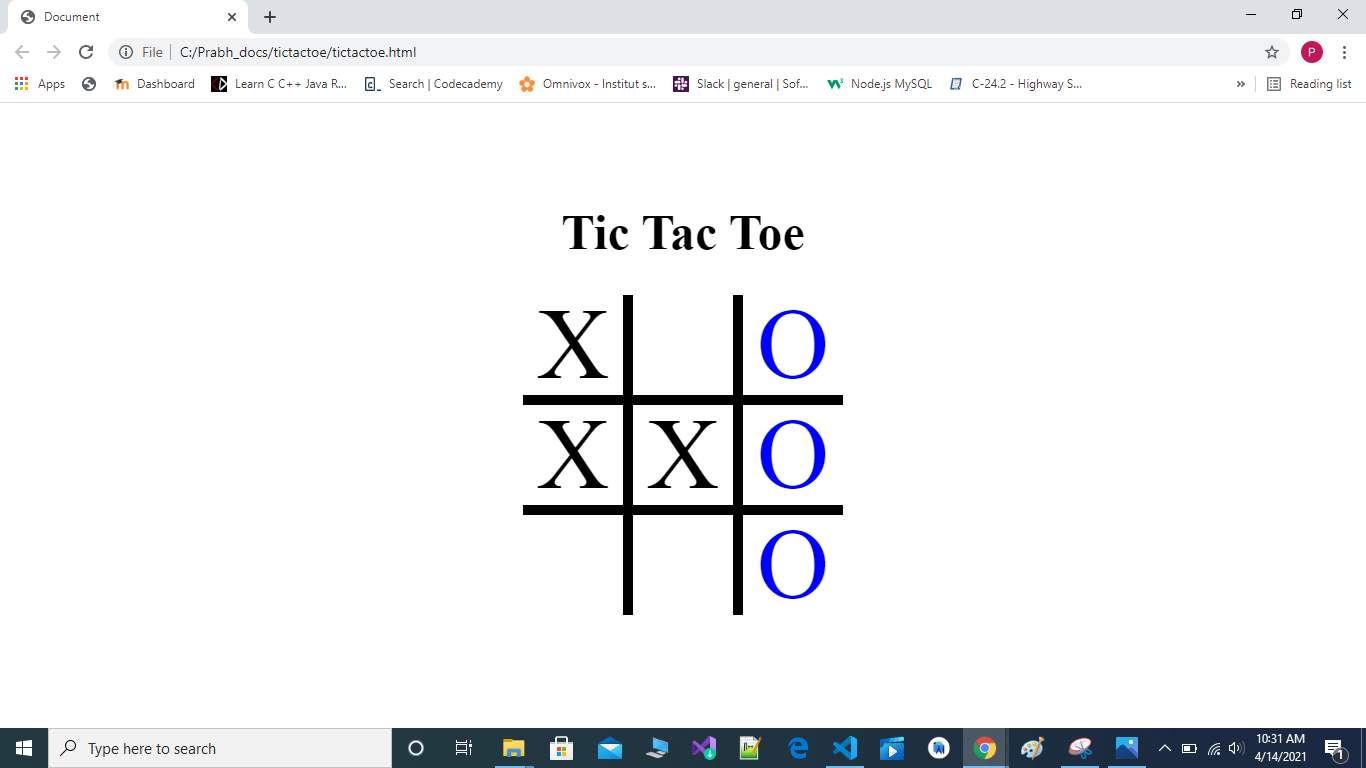 Document
File C:/Prabh_docs/tictactoe/tictactoe.html P
Apps Dashboard Learn C C++ Java R... Search | Codecademy Omnivox - Institut s... Slack | general | Sof... Node.js MySQL C-24.2 - Highway S... » Reading list
Tic Tac Toe
X O
X X O
O
Type here to search
10:31 AM
4/14/2021
1